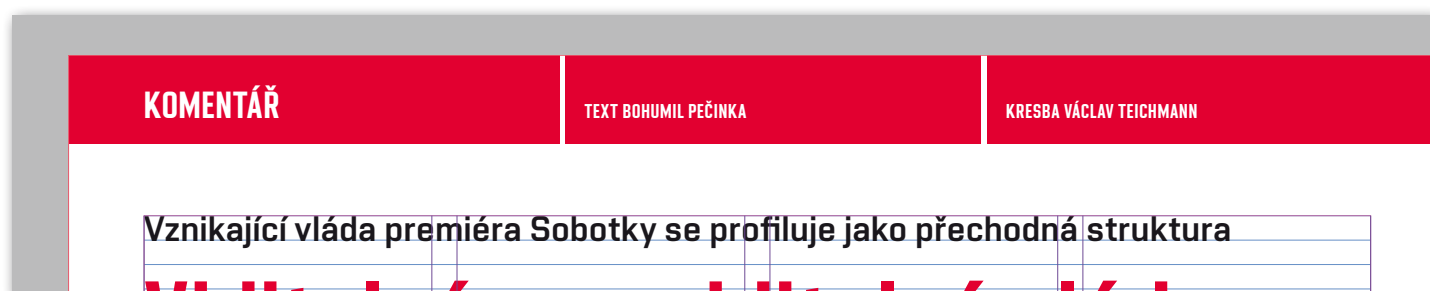 KOMENTÁŘ
TEXT BOHUMIL PEČINKA
KRESBA VÁCLAV TEICHMANN
Vznikající vláda premiéra Sobotky se profiluje jako přechodná struktura